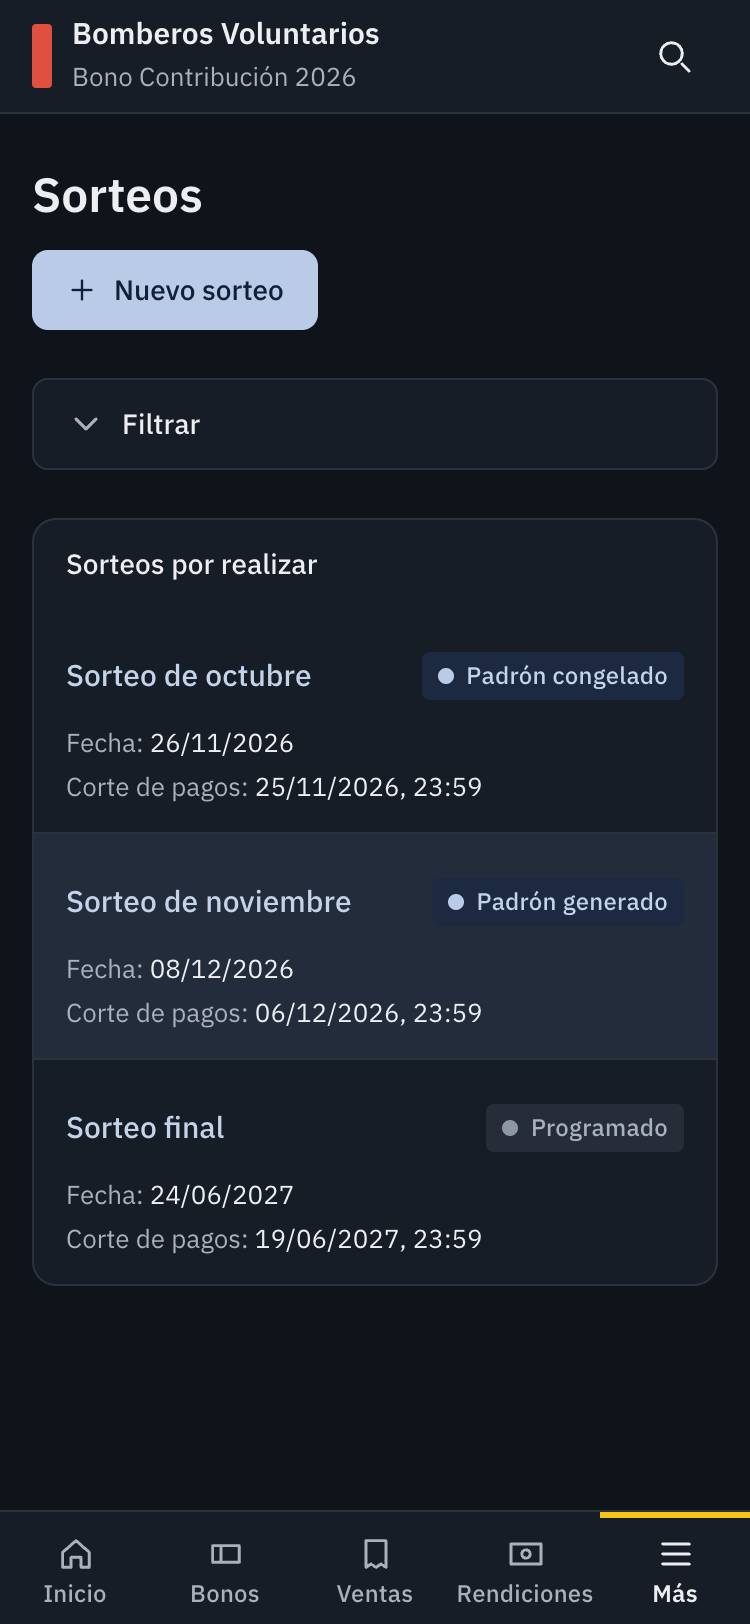 Bomberos Voluntarios
Bono Contribución 2026
Sorteos
Nuevo sorteo
Filtrar
Sorteos por realizar
Sorteo de octubre
Padrón congelado
Fecha: 26/11/2026
Corte de pagos: 25/11/2026, 23:59
Sorteo de noviembre
Padrón generado
Fecha: 08/12/2026
Corte de pagos: 06/12/2026, 23:59
Sorteo final
Programado
Fecha: 24/06/2027
Corte de pagos: 19/06/2027, 23:59
Inicio
Bonos
Ventas
Rendiciones
Más